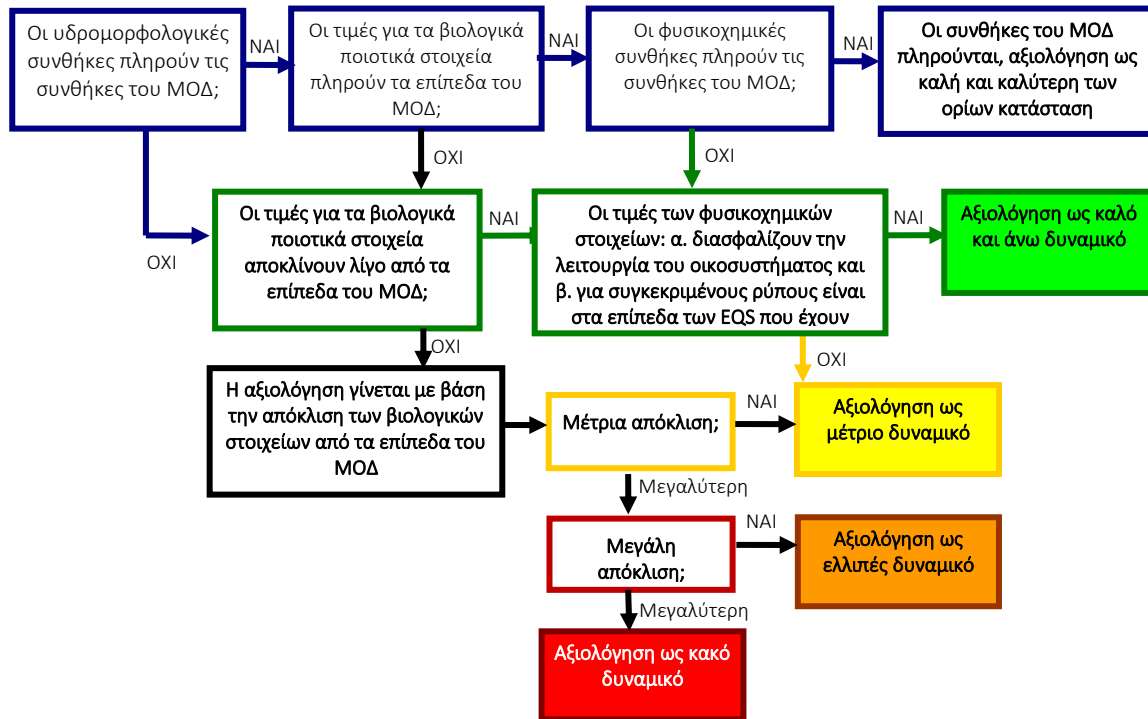 Οι υδρομορφολογικές
συνθήκες πληρούν τις
συνθήκες του ΜΟΔ;
ΝΑΙ
Οι τιμές για τα βιολογικά
ποιοτικά στοιχεία
πληρούν τα επίπεδα του
ΜΟΔ;
ΝΑΙ
Οι φυσικοχημικές
συνθήκες πληρούν τις
συνθήκες του ΜΟΔ;
ΝΑΙ
Οι συνθήκες του ΜΟΔ
πληρούνται, αξιολόγηση ως
καλή και καλύτερη των
ορίων κατάσταση
ΟΧΙ
ΟΧΙ
ΟΧΙ
Οι τιμές για τα βιολογικά
ποιοτικά στοιχεία
αποκλίνουν λίγο από τα
επίπεδα του ΜΟΔ;
ΝΑΙ
Οι τιμές των φυσικοχημικών
στοιχείων: α. διασφαλίζουν την
λειτουργία του οικοσυστήματος και
β. για συγκεκριμένους ρύπους είναι
στα επίπεδα των EQS που έχουν
ΝΑΙ
Αξιολόγηση ως καλό
και άνω δυναμικό
ΟΧΙ
ΟΧΙ
Η αξιολόγηση γίνεται με βάση
την απόκλιση των βιολογικών
στοιχείων από τα επίπεδα του
ΜΟΔ
Μέτρια απόκλιση;
ΝΑΙ
Αξιολόγηση ως
μέτριο δυναμικό
Μεγαλύτερη
Μεγάλη
απόκλιση;
ΝΑΙ
Αξιολόγηση ως
ελλιπές δυναμικό
Μεγαλύτερη
Αξιολόγηση ως κακό
δυναμικό